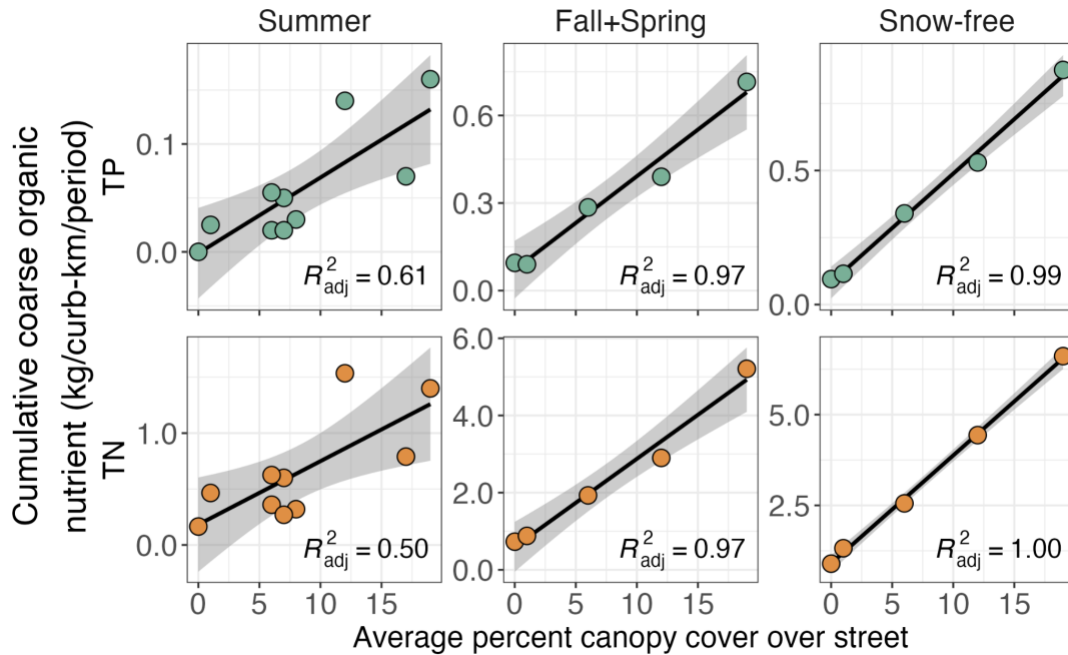 Summer Fall+Spring Snow-free
Cumulative coarse organic
nutrient (kg/curb-km/period)
TP
0.1
0.0
R²adj = 0.61
0.6
0.3
0.0
R²adj = 0.97
0.5
0.0
R²adj = 0.99
TN
1.0
0.0
R²adj = 0.50
6.0
4.0
2.0
0.0
R²adj = 0.97
5.0
2.5
R²adj = 1.00
0 5 10 15 0 5 10 15 0 5 10 15
Average percent canopy cover over street